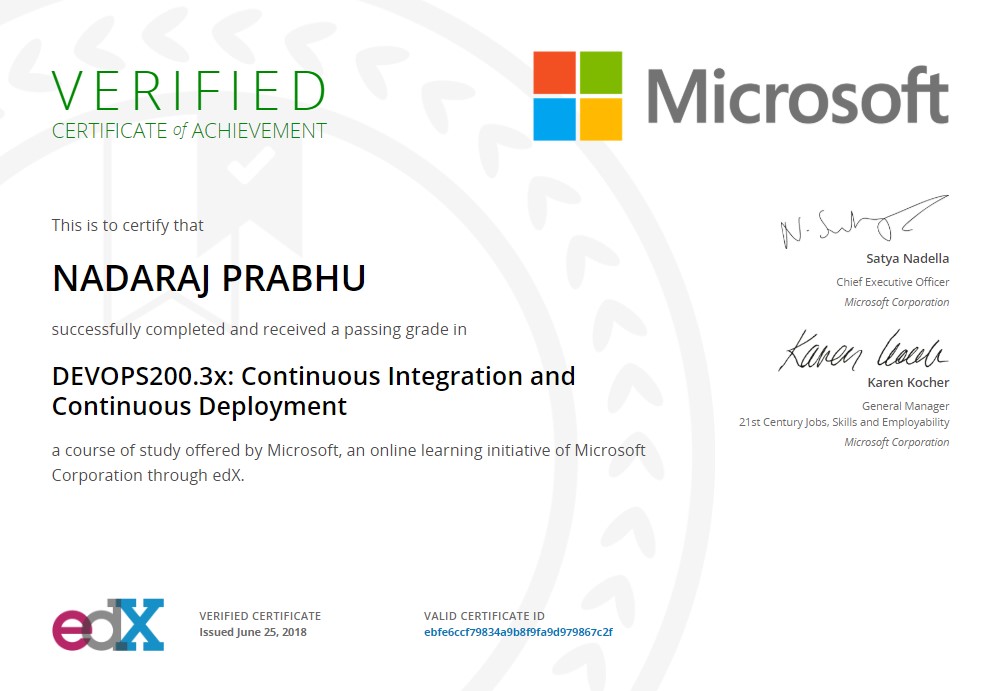 VERIFIED
CERTIFICATE of ACHIEVEMENT
Microsoft
This is to certify that
NADARAJ PRABHU
successfully completed and received a passing grade in
DEVOPS200.3x: Continuous Integration and
Continuous Deployment
a course of study offered by Microsoft, an online learning initiative of Microsoft
Corporation through edX.
N. Satya
Satya Nadella
Chief Executive Officer
Microsoft Corporation
Karen Kocher
Karen Kocher
General Manager
21st Century Jobs, Skills and Employability
Microsoft Corporation
edX
VERIFIED CERTIFICATE
Issued June 25, 2018
VALID CERTIFICATE ID
ebfe6ccf79834a9b8f9fa9d979867c2f